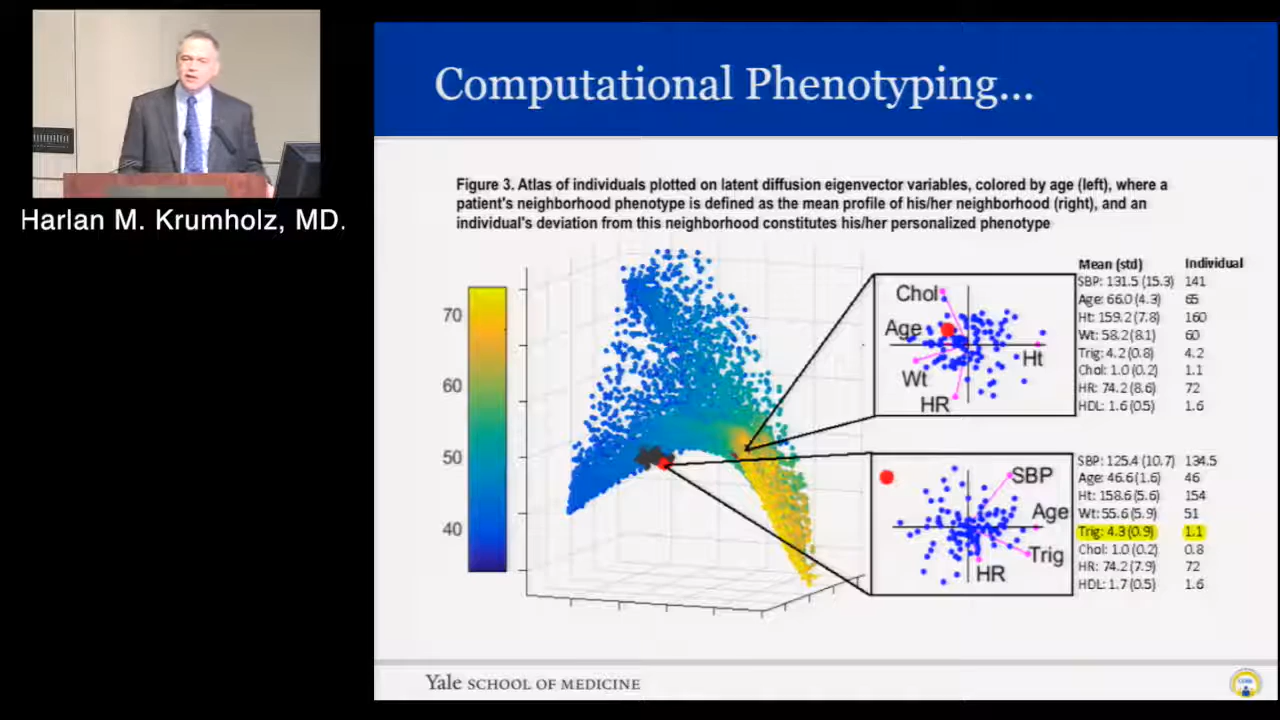 Computational Phenotyping...
Harlan M. Krumholz, MD.
Figure 3. Atlas of individuals plotted on latent diffusion eigenvector variables, colored by age (left), where a
patient's neighborhood phenotype is defined as the mean profile of his/her neighborhood (right), and an
individual's deviation from this neighborhood constitutes his/her personalized phenotype
70
60
50
40
Chol
Age
Ht
Wt
HR
Mean (std) Individual
SBP: 131.5 (15.3) 141
Age: 66.0 (4.3) 65
Ht: 159.2 (7.8) 160
Wt: 58.2 (8.1) 60
Trig: 4.2 (0.8) 4.2
Chol: 1.0 (0.2) 1.1
HR: 74.2 (8.6) 72
HDL: 1.6 (0.5) 1.6
SBP
Age
Trig
HR
SBP: 125.4 (10.7) 134.5
Age: 46.6 (1.6) 46
Ht: 158.6 (5.6) 154
Wt: 55.6 (5.9) 51
Trig: 4.3 (0.9) 1.1
Chol: 1.0 (0.2) 0.8
HR: 74.2 (7.9) 72
HDL: 1.7 (0.5) 1.6
Yale SCHOOL OF MEDICINE